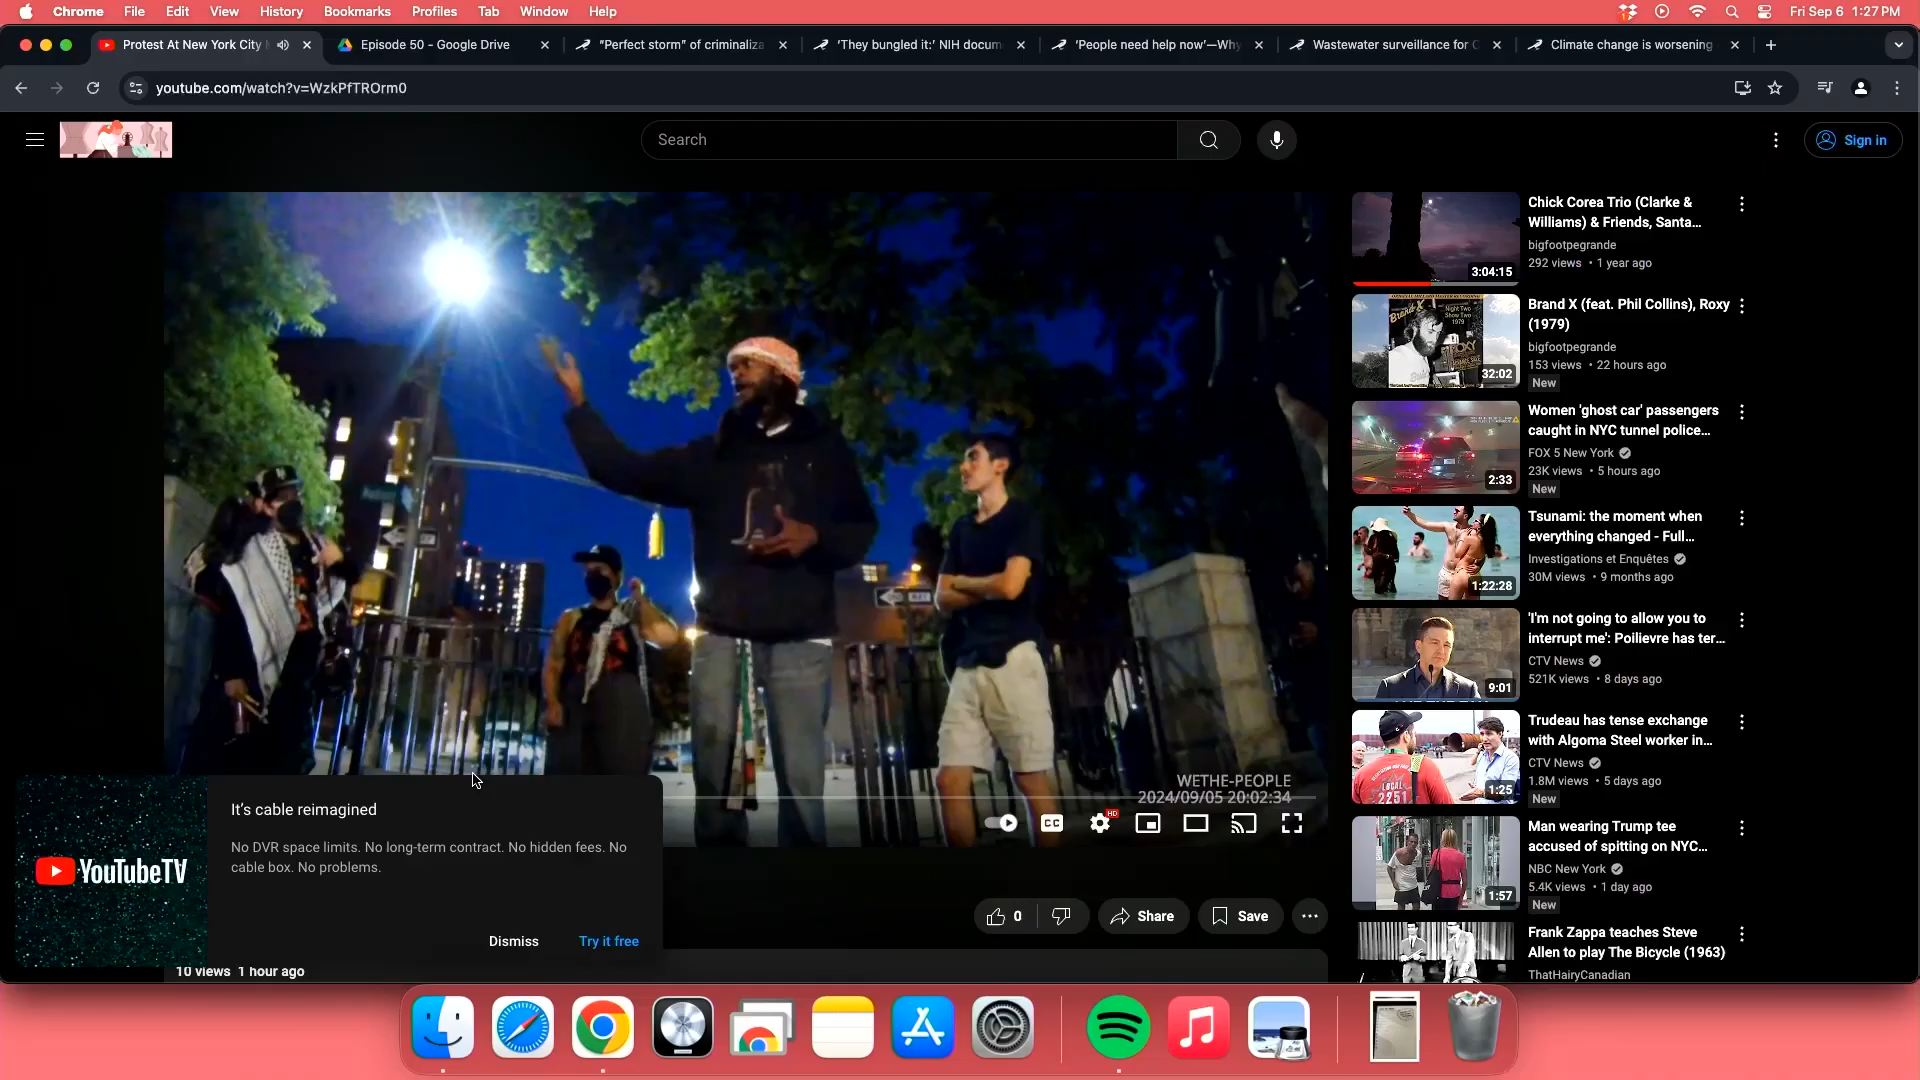 Chrome File Edit View History Bookmarks Profiles Tab Window Help Fri Sep 6 1:27 PM
Protest At New York City
Episode 50 - Google Drive
"Perfect storm" of criminaliza
'They bungled it:' NIH docum
'People need help now'—Why
Wastewater surveillance for C
Climate change is worsening
youtube.com/watch?v=WzkPfTROrm0
Search
Sign in
Chick Corea Trio (Clarke &
Williams) & Friends, Santa...
bigfootpegrande
292 views • 1 year ago
3:04:15
Brand X (feat. Phil Collins), Roxy
(1979)
bigfootpegrande
153 views • 22 hours ago
New
Brand X
Night Two
Show Two
1979
ROXY
32:02
Women 'ghost car' passengers
caught in NYC tunnel police...
FOX 5 New York
23K views • 5 hours ago
New
2:33
Tsunami: the moment when
everything changed - Full...
Investigations et Enquêtes
30M views • 9 months ago
1:22:28
'I'm not going to allow you to
interrupt me': Poilievre has ter...
CTV News
521K views • 8 days ago
9:01
Trudeau has tense exchange
with Algoma Steel worker in...
CTV News
1.8M views • 5 days ago
New
LOCAL
2251
1:25
Man wearing Trump tee
accused of spitting on NYC...
NBC New York
5.4K views • 1 day ago
New
1:57
Frank Zappa teaches Steve
Allen to play The Bicycle (1963)
ThatHairyCanadian
WETHE-PEOPLE
2024/09/05 20:02:34
CC
HD
It's cable reimagined
No DVR space limits. No long-term contract. No hidden fees. No
cable box. No problems.
YouTubeTV
Dismiss Try it free
0
Share
Save
10 views 1 hour ago